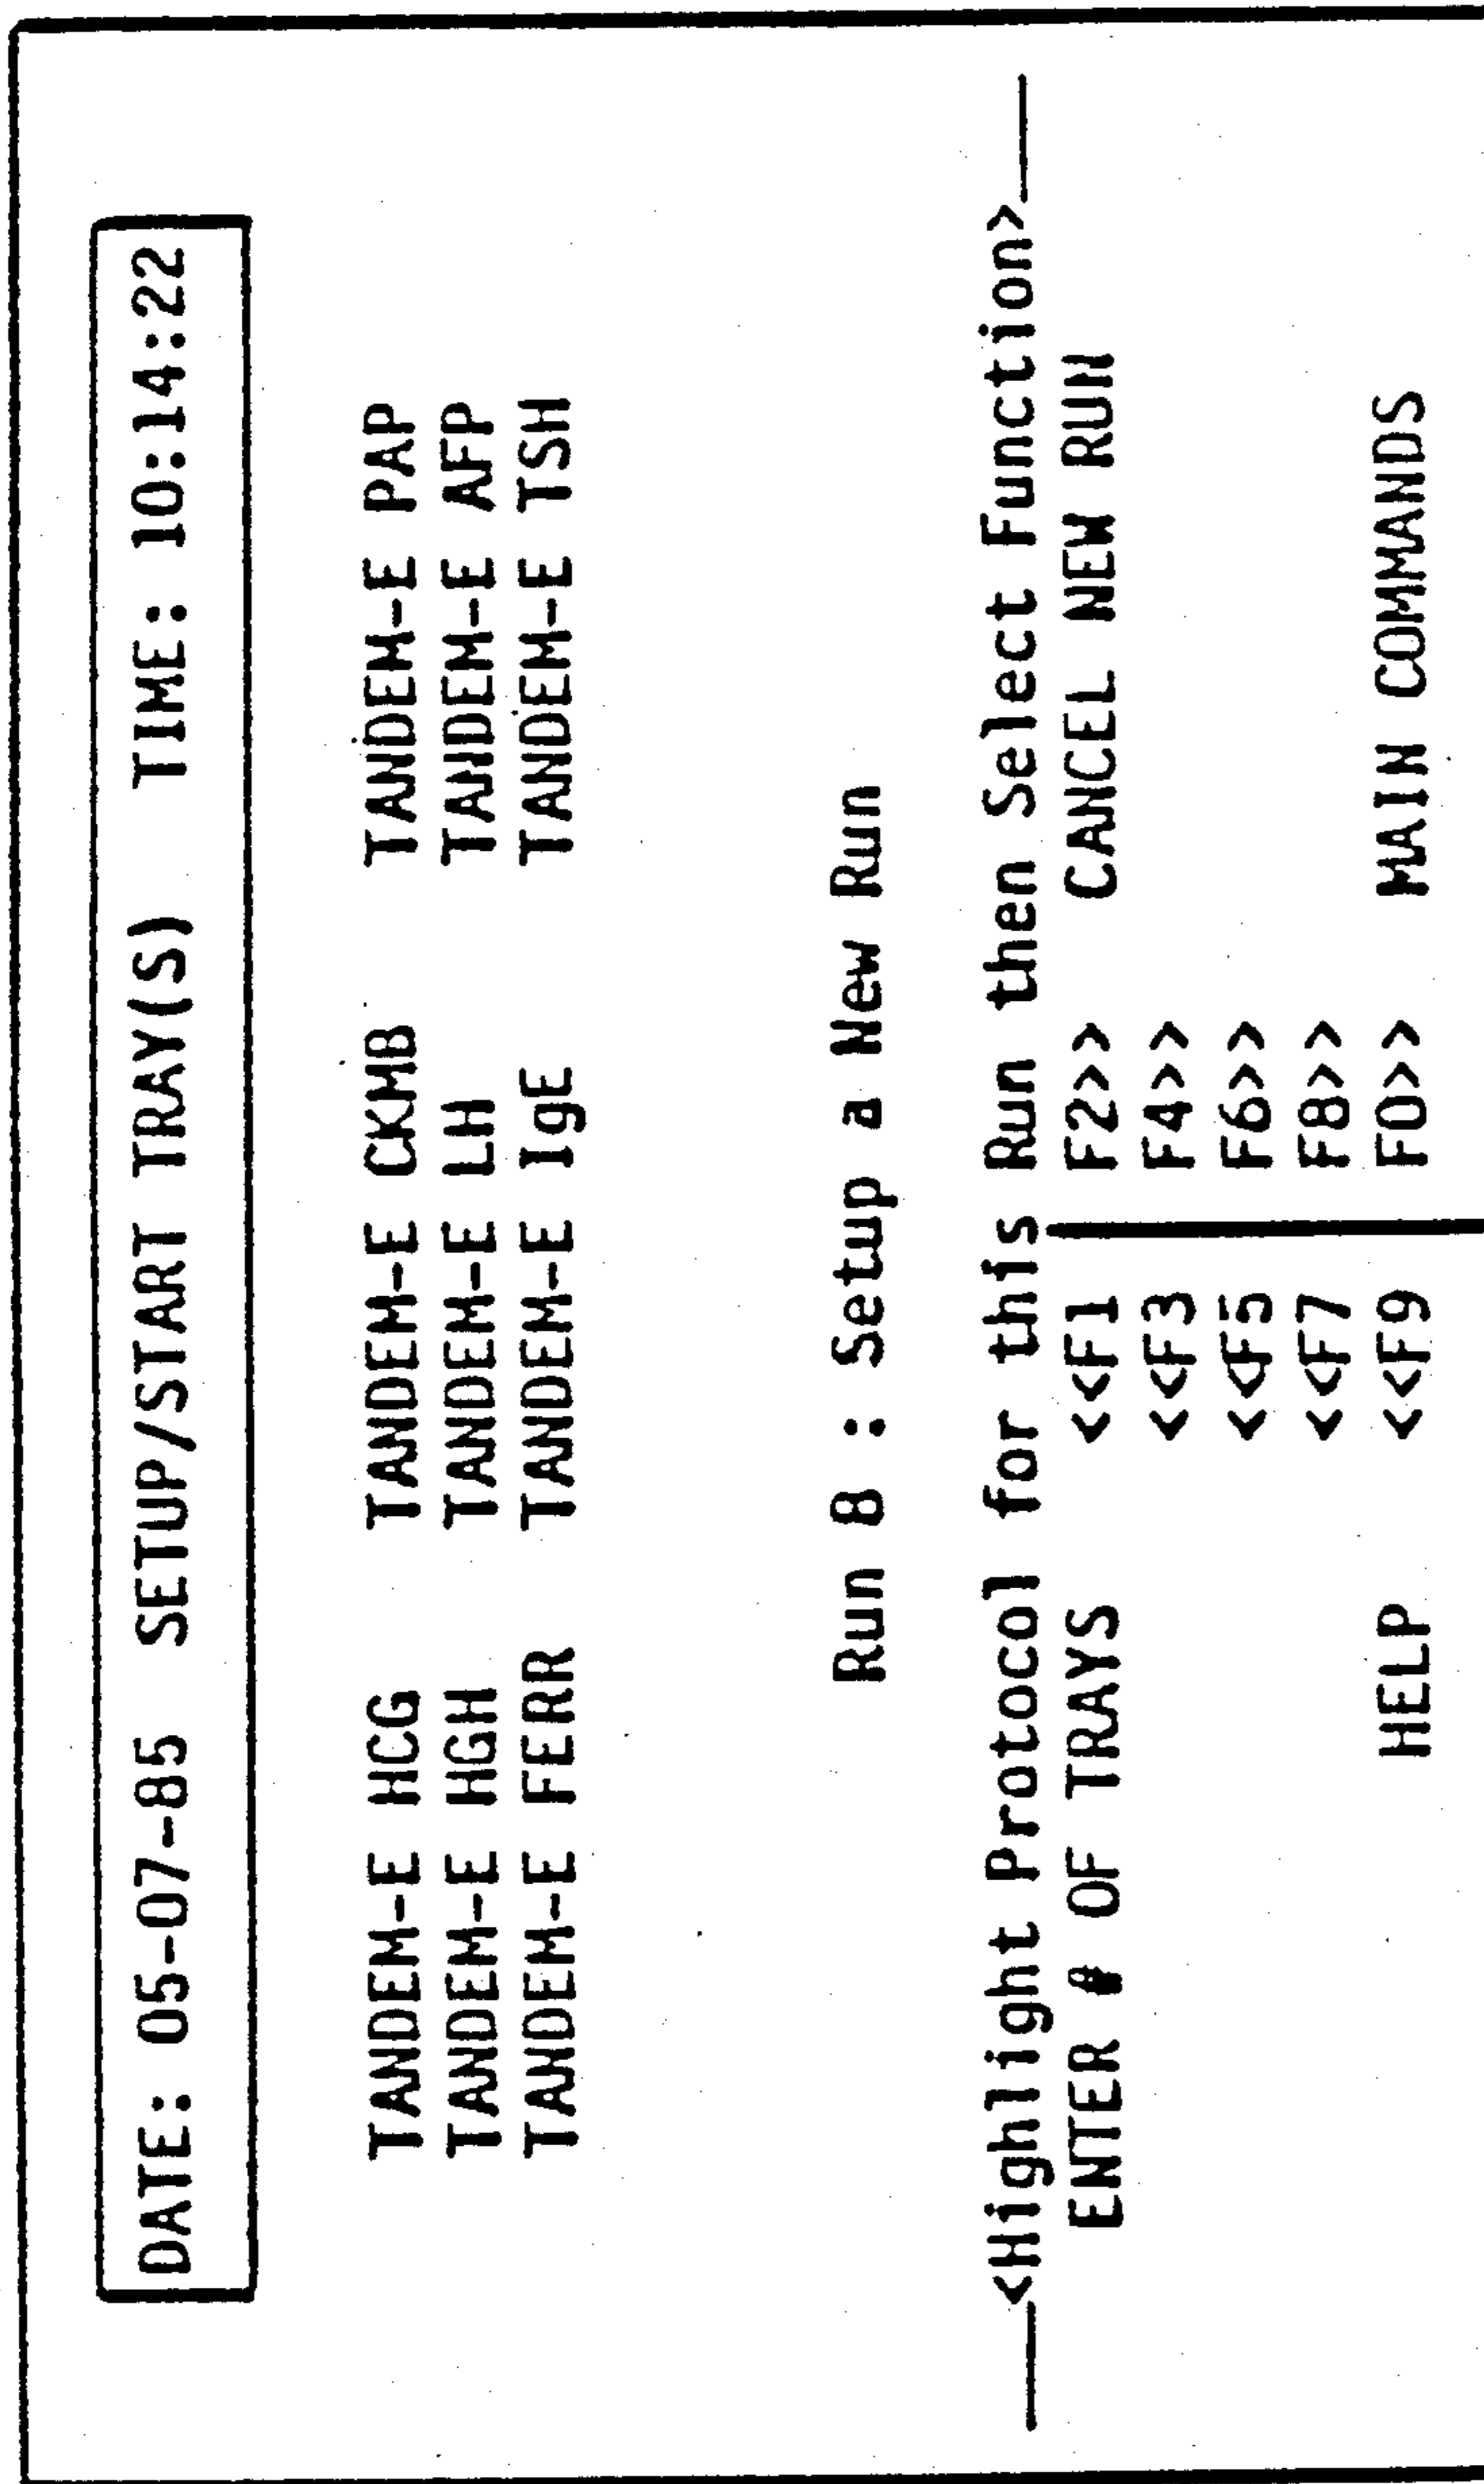 DATE: 05-07-85 SETUP/START TRAY(S) TIME: 10:14:22
TANDEM-E HCG TANDEM-E CKMB TANDEM-E PAP
TANDEM-E HGH TANDEM-E LH TANDEM-E AFP
TANDEM-E FERR TANDEM-E IgE TANDEM-E TSH
Run 8 : Setup a New Run
<Highlight Protocol for this Run then Select Function>
ENTER # OF TRAYS <<F1 F2>> CANCEL NEW RUN
<<F3 F4>>
<<F5 F6>>
<<F7 F8>>
HELP <<F9 F0>> MAIN COMMANDS